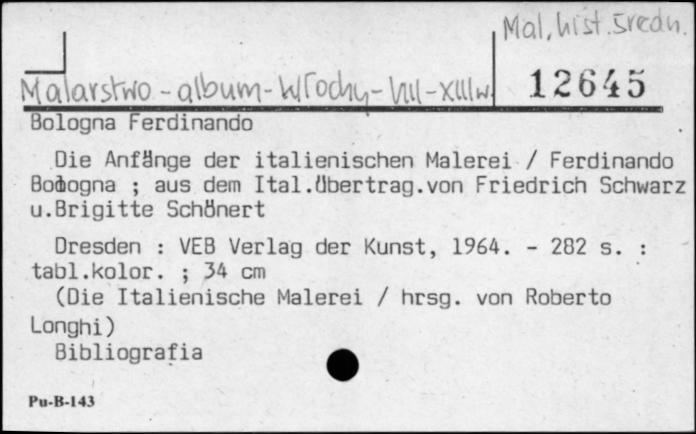 Mal, hist. średn.
Malarstwo - album - Włochy - VIII - XIII w.
12645
Bologna Ferdinando
Die Anfänge der italienischen Malerei / Ferdinando
Bologna ; aus dem Ital.Übertrag.von Friedrich Schwarz
u.Brigitte Schönert
Dresden : VEB Verlag der Kunst, 1964. - 282 s. :
tabl.kolor. ; 34 cm
(Die Italienische Malerei / hrsg. von Roberto
Longhi)
Bibliografia
Pu-B-143